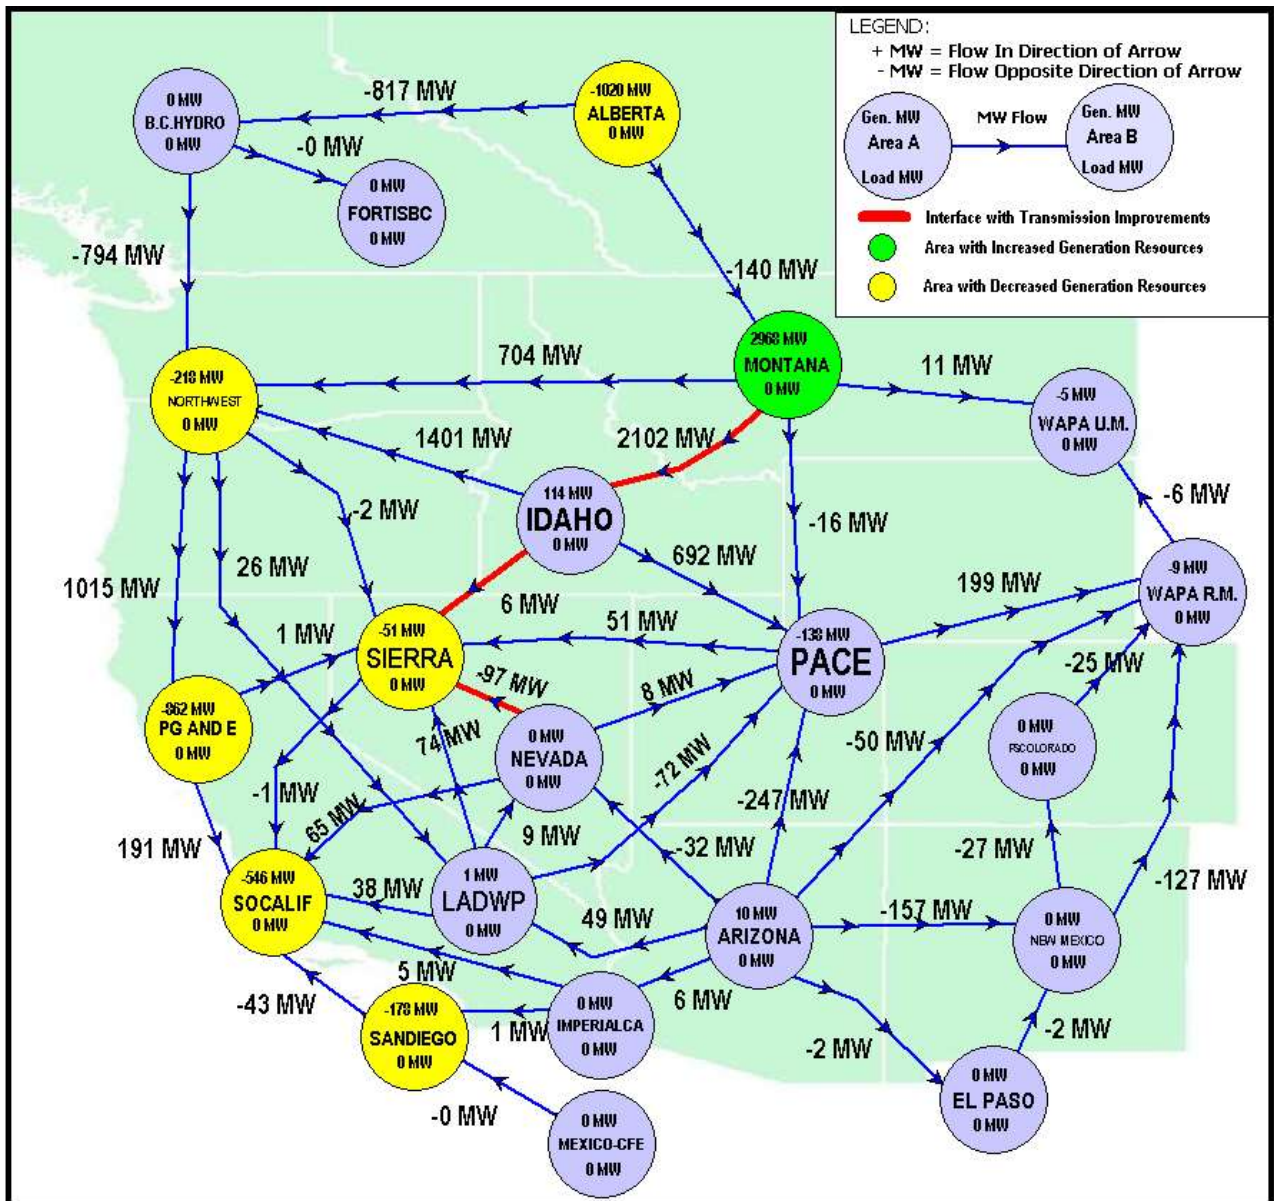 LEGEND:
+ MW = Flow In Direction of Arrow
- MW = Flow Opposite Direction of Arrow
Gen. MW
Area A
Load MW
MW Flow
Gen. MW
Area B
Load MW
Interface with Transmission Improvements
Area with Increased Generation Resources
Area with Decreased Generation Resources
0 MW
B.C.HYDRO
0 MW
-817 MW
-1020 MW
ALBERTA
0 MW
-0 MW
0 MW
FORTISBC
0 MW
-794 MW
-140 MW
2968 MW
MONTANA
0 MW
704 MW
11 MW
-218 MW
NORTHWEST
0 MW
-5 MW
WAPA U.M.
0 MW
1401 MW
2102 MW
114 MW
IDAHO
0 MW
-2 MW
-16 MW
-6 MW
26 MW
692 MW
199 MW
-9 MW
WAPA R.M.
0 MW
1015 MW
6 MW
1 MW
51 MW
-51 MW
SIERRA
0 MW
-138 MW
PACE
0 MW
-25 MW
-97 MW
8 MW
-862 MW
PG AND E
0 MW
74 MW
0 MW
NEVADA
0 MW
-72 MW
-50 MW
0 MW
PSCOLORADO
0 MW
-1 MW
65 MW
-247 MW
191 MW
9 MW
-32 MW
-27 MW
-127 MW
-546 MW
SOCALIF
0 MW
38 MW
1 MW
LADWP
0 MW
49 MW
10 MW
ARIZONA
0 MW
-157 MW
0 MW
NEW MEXICO
0 MW
5 MW
6 MW
-43 MW
-178 MW
SANDIEGO
0 MW
1 MW
0 MW
IMPERIALCA
0 MW
-2 MW
-2 MW
0 MW
EL PASO
0 MW
-0 MW
0 MW
MEXICO-CFE
0 MW